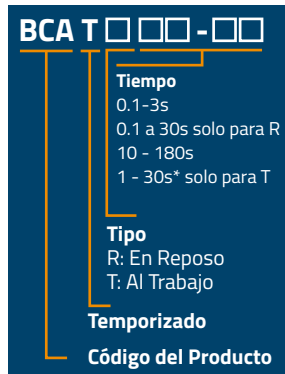 BCA T□ □□-□□
Tiempo
0.1-3s
0.1 a 30s solo para R
10 - 180s
1 - 30s* solo para T
Tipo
R: En Reposo
T: Al Trabajo
Temporizado
Código del Producto